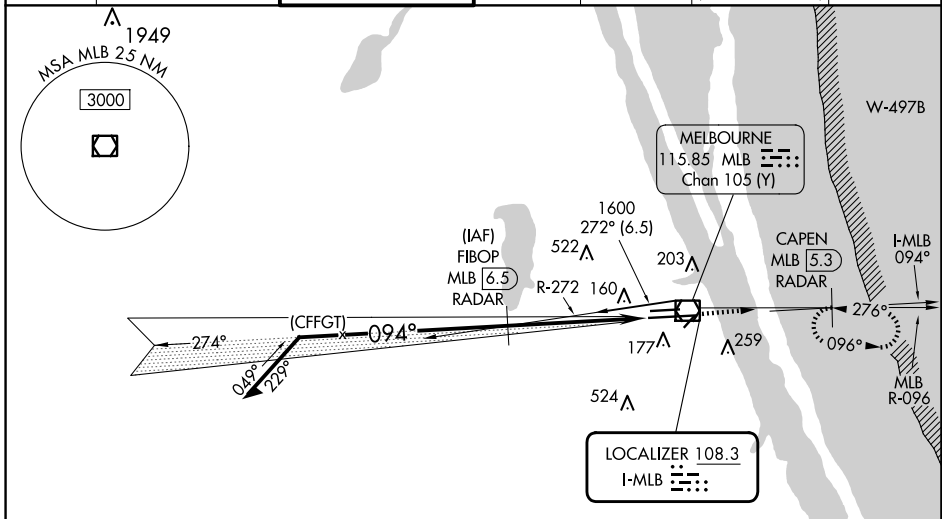 1949
MSA MLB 25 NM
3000
W-497B
MELBOURNE
115.85 MLB
Chan 105 (Y)
1600
272° (6.5)
(IAF)
FIBOP
MLB 6.5
RADAR
522
203
CAPEN
MLB 5.3
RADAR
I-MLB
094°
R-272
160
(CFFGT)
094°
274°
276°
096°
049°
229°
177
259
MLB
R-096
524
LOCALIZER 108.3
I-MLB